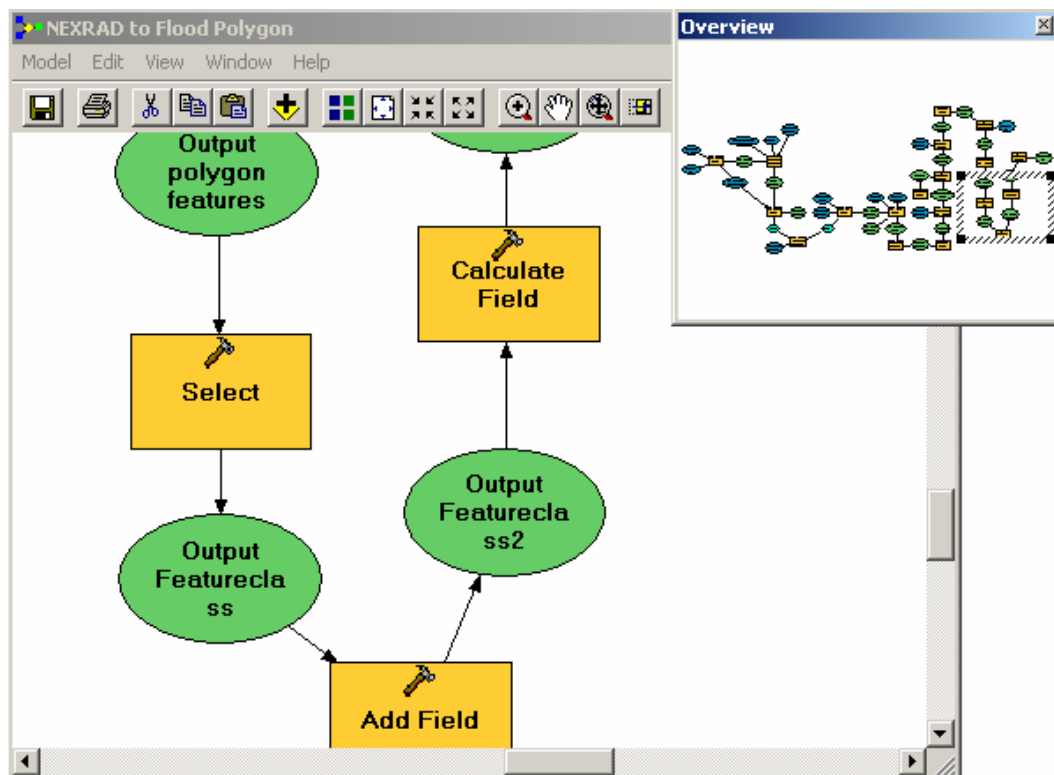 NEXRAD to Flood Polygon
Overview
Model Edit View Window Help
Output
polygon
features
Calculate
Field
Select
Output
Featurecla
ss2
Output
Featurecla
ss
Add Field